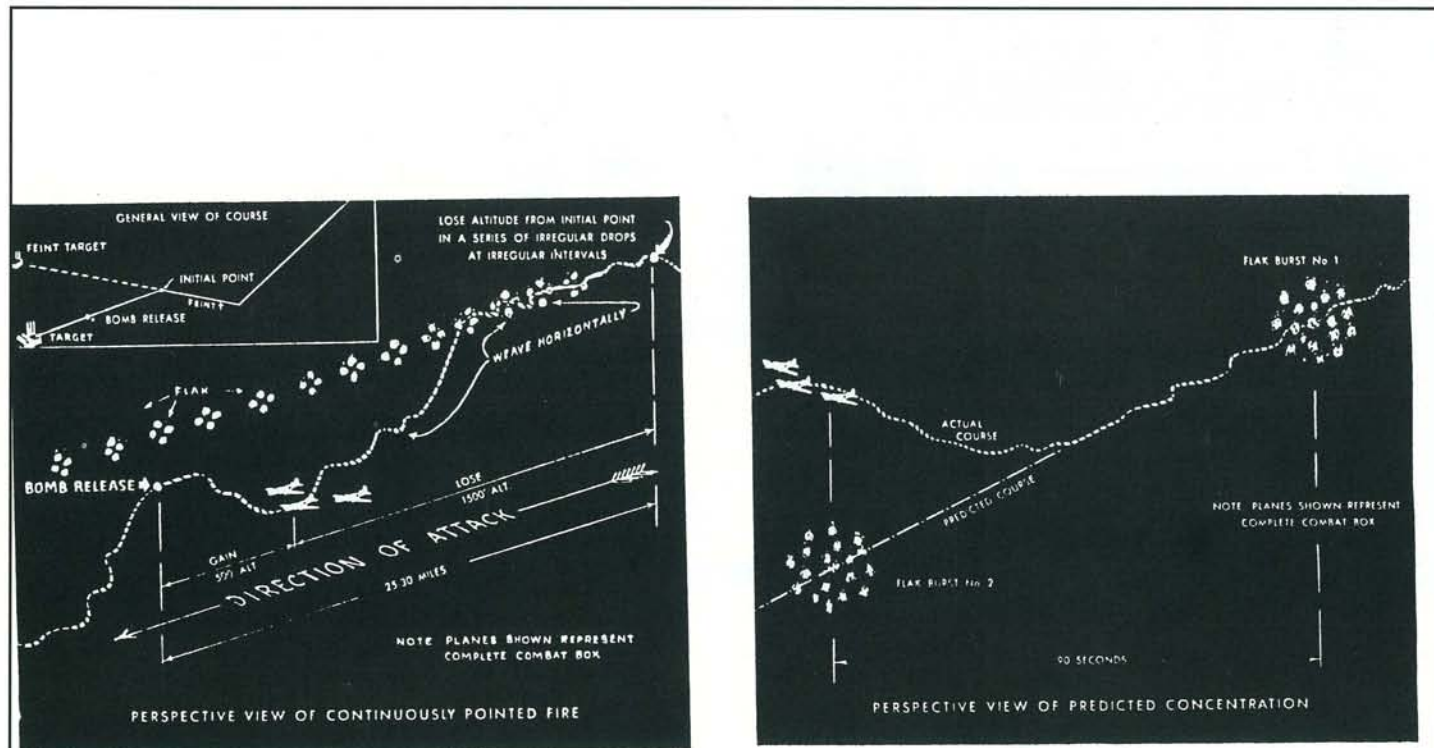 GENERAL VIEW OF COURSE
FEINT TARGET
INITIAL POINT
FEINT
BOMB RELEASE
TARGET
LOSE ALTITUDE FROM INITIAL POINT
IN A SERIES OF IRREGULAR DROPS
AT IRREGULAR INTERVALS
WEAVE HORIZONTALLY
FLAK
BOMB RELEASE
LOSE
1500' ALT.
GAIN
500' ALT
DIRECTION OF ATTACK
25-30 MILES
NOTE PLANES SHOWN REPRESENT
COMPLETE COMBAT BOX
PERSPECTIVE VIEW OF CONTINUOUSLY POINTED FIRE
FLAK BURST No 1
ACTUAL
COURSE
PREDICTED COURSE
NOTE PLANES SHOWN REPRESENT
COMPLETE COMBAT BOX
FLAK BURST No 2
90 SECONDS
PERSPECTIVE VIEW OF PREDICTED CONCENTRATION